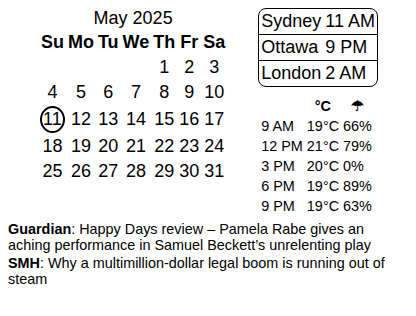 May 2025
Su Mo Tu We Th Fr Sa
1 2 3
4 5 6 7 8 9 10
11 12 13 14 15 16 17
18 19 20 21 22 23 24
25 26 27 28 29 30 31
Sydney 11 AM
Ottawa 9 PM
London 2 AM
°C ☂
9 AM 19°C 66%
12 PM 21°C 79%
3 PM 20°C 0%
6 PM 19°C 89%
9 PM 19°C 63%
Guardian: Happy Days review – Pamela Rabe gives an
aching performance in Samuel Beckett’s unrelenting play
SMH: Why a multimillion-dollar legal boom is running out of
steam